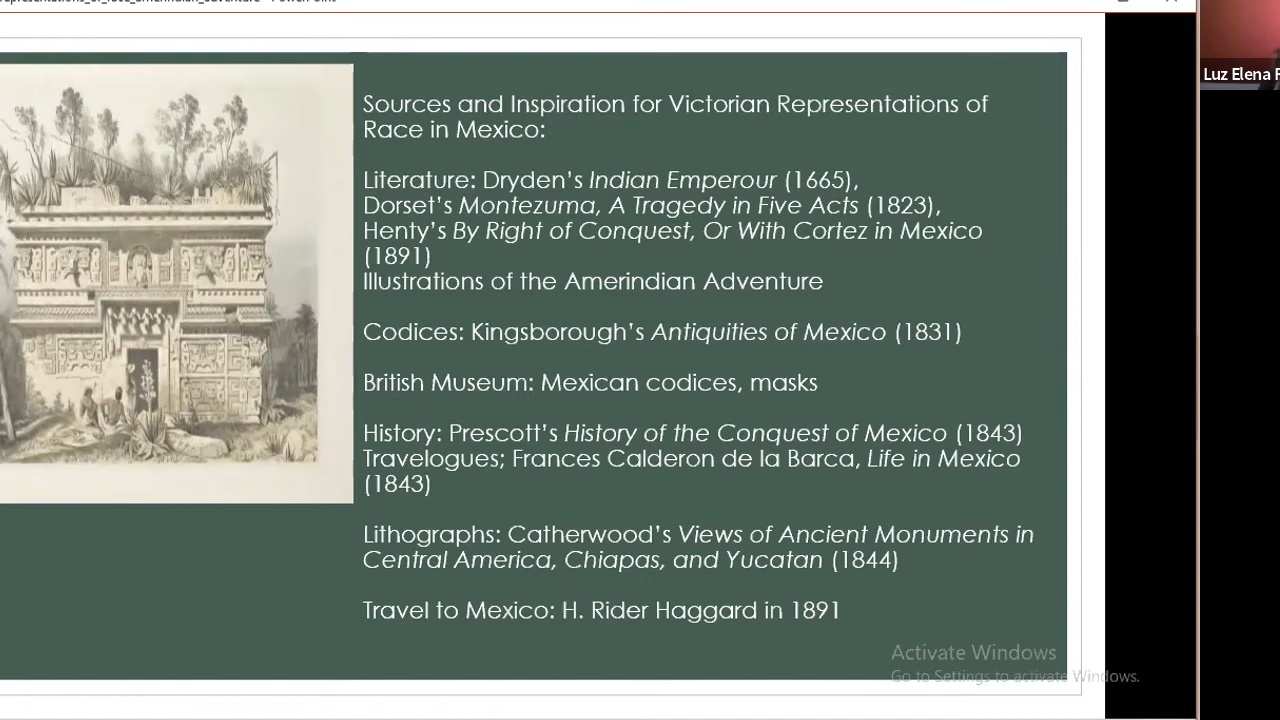 Sources and Inspiration for Victorian Representations of
Race in Mexico:
Literature: Dryden's Indian Emperour (1665),
Dorset's Montezuma, A Tragedy in Five Acts (1823),
Henty's By Right of Conquest, Or With Cortez in Mexico
(1891)
Illustrations of the Amerindian Adventure
Codices: Kingsborough's Antiquities of Mexico (1831)
British Museum: Mexican codices, masks
History: Prescott's History of the Conquest of Mexico (1843)
Travelogues; Frances Calderon de la Barca, Life in Mexico
(1843)
Lithographs: Catherwood's Views of Ancient Monuments in
Central America, Chiapas, and Yucatan (1844)
Travel to Mexico: H. Rider Haggard in 1891
Activate Windows
Go to Settings to activate Windows.
Luz Elena